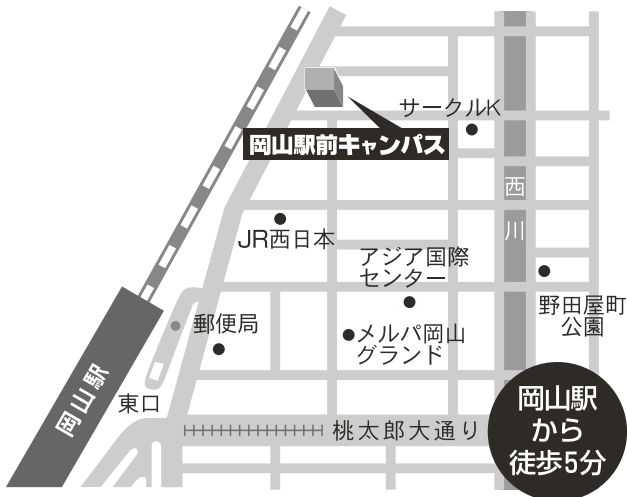 サークルK
岡山駅前キャンパス
西川
JR西日本
アジア国際
センター
野田屋町
公園
郵便局
メルパ岡山
グランド
岡山駅
東口
桃太郎大通り
岡山駅
から
徒歩5分